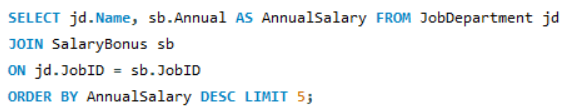 SELECT jd.Name, sb.Annual AS AnnualSalary FROM JobDepartment jd
JOIN SalaryBonus sb
ON jd.JobID = sb.JobID
ORDER BY AnnualSalary DESC LIMIT 5;